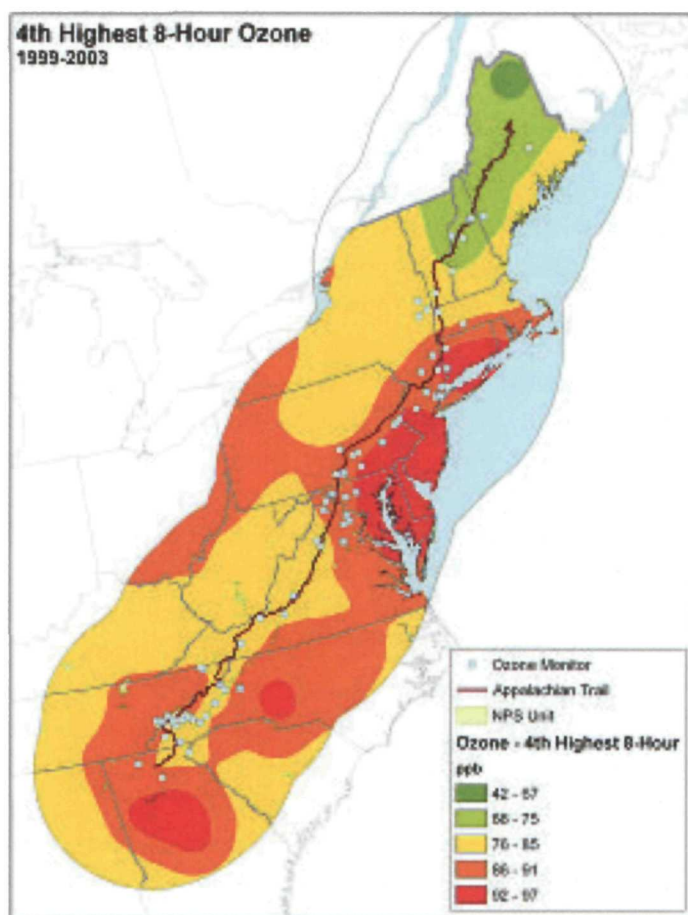 4th Highest 8-Hour Ozone
1999-2003
Ozone Monitor
Appalachian Trail
NPS Unit
Ozone - 4th Highest 8-Hour
ppb
42 - 67
68 - 75
76 - 85
86 - 91
92 - 97